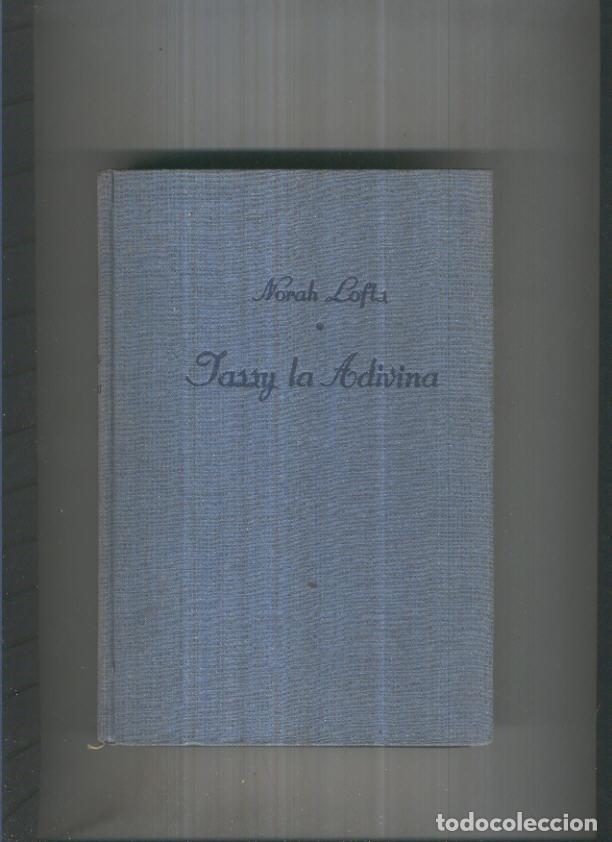 Norah Lofts
Jassy la Adivina
todocoleccion